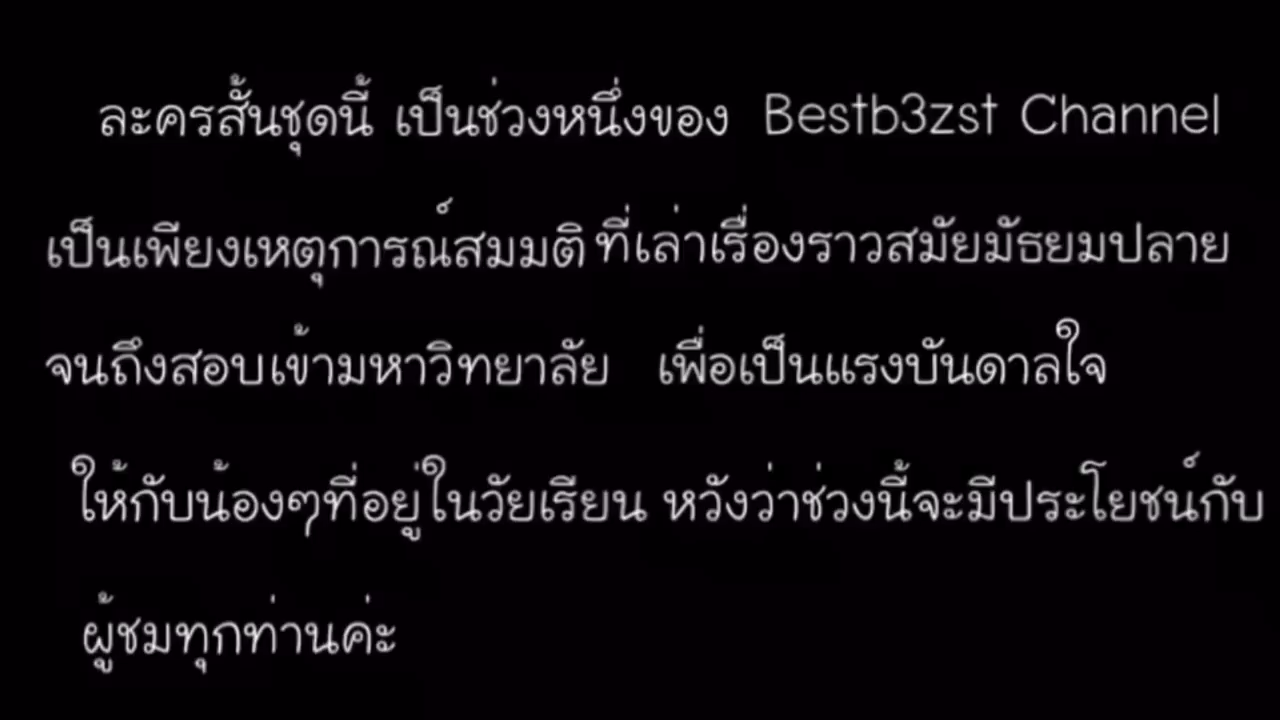 ละครสั้นชุดนี้ เป็นช่วงหนึ่งของ Bestb3zst Channel
เป็นเพียงเหตุการณ์สมมติ ที่เล่าเรื่องราวสมัยมัธยมปลาย
จนถึงสอบเข้ามหาวิทยาลัย เพื่อเป็นแรงบันดาลใจ
ให้กับน้องๆที่อยู่ในวัยเรียน หวังว่าช่วงนี้จะมีประโยชน์กับ
ผู้ชมทุกท่านค่ะ